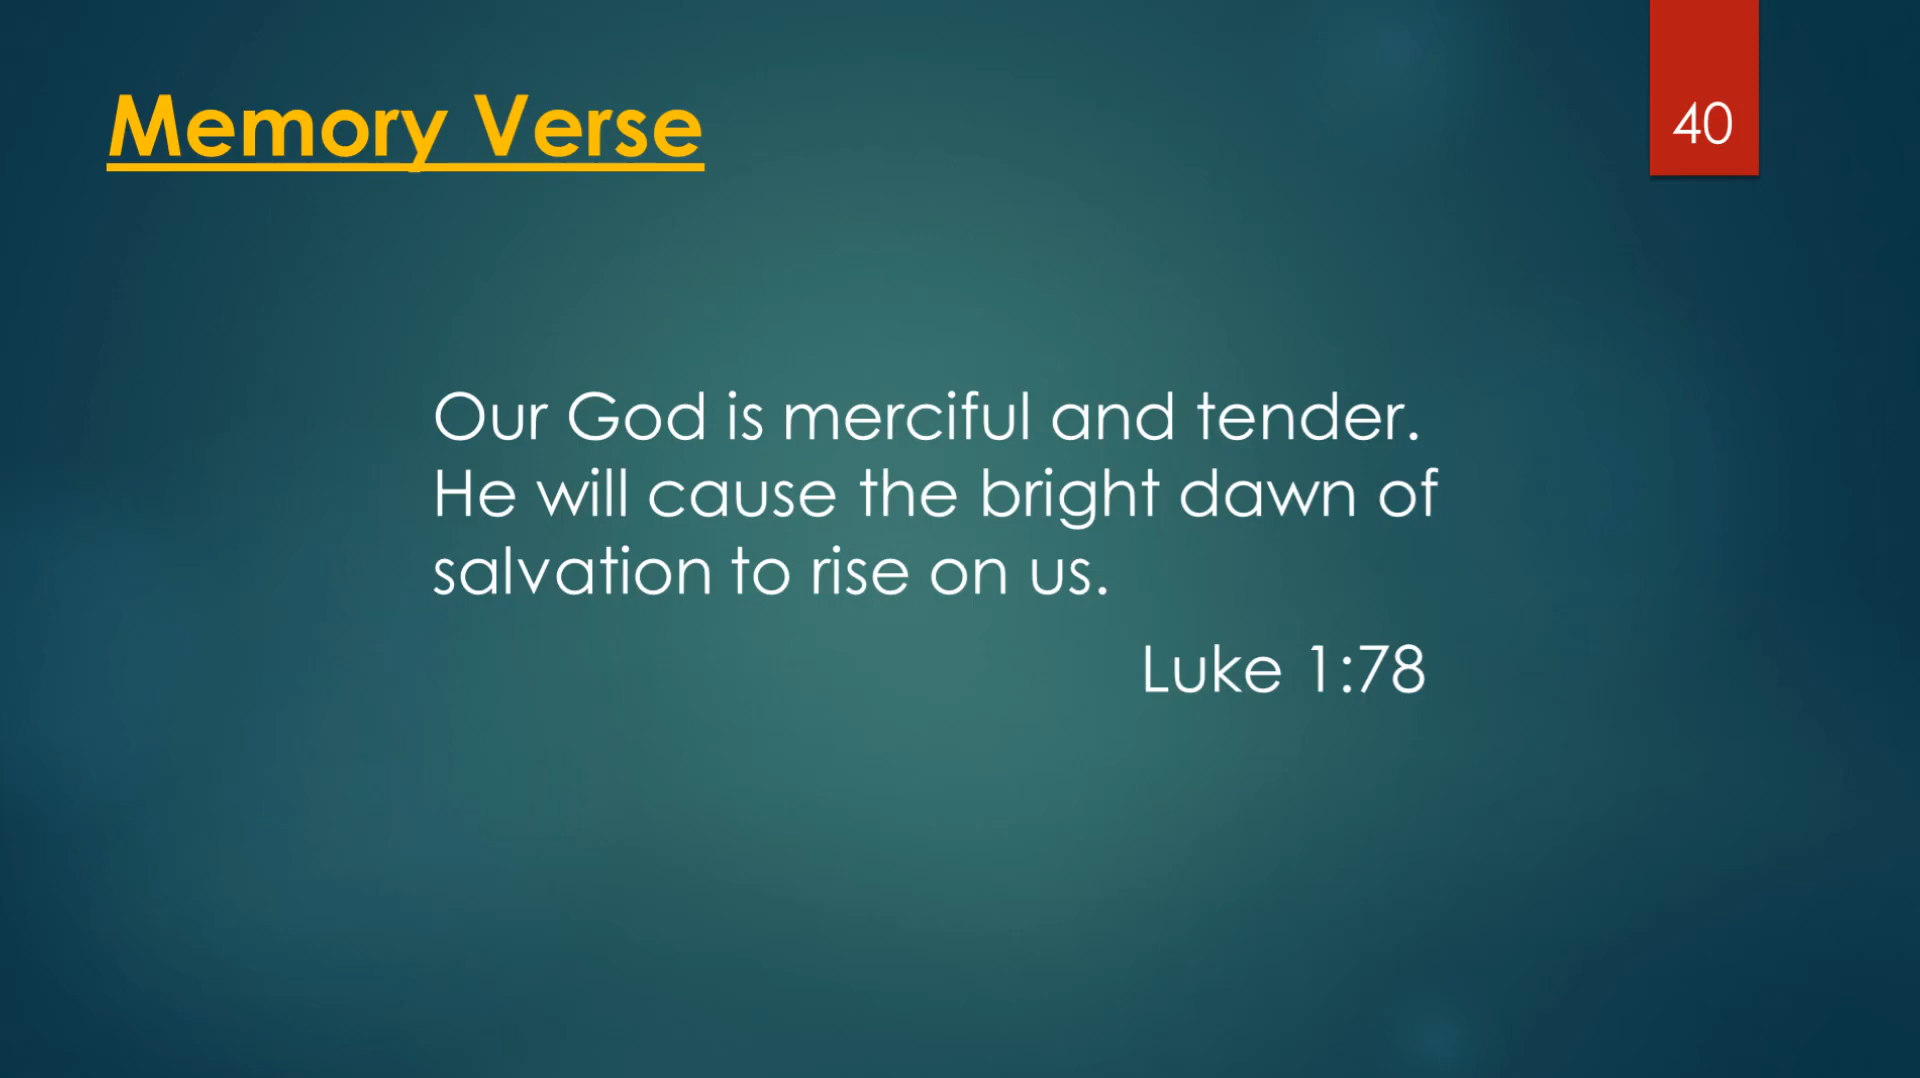 Memory Verse
40
Our God is merciful and tender.
He will cause the bright dawn of
salvation to rise on us.
Luke 1:78